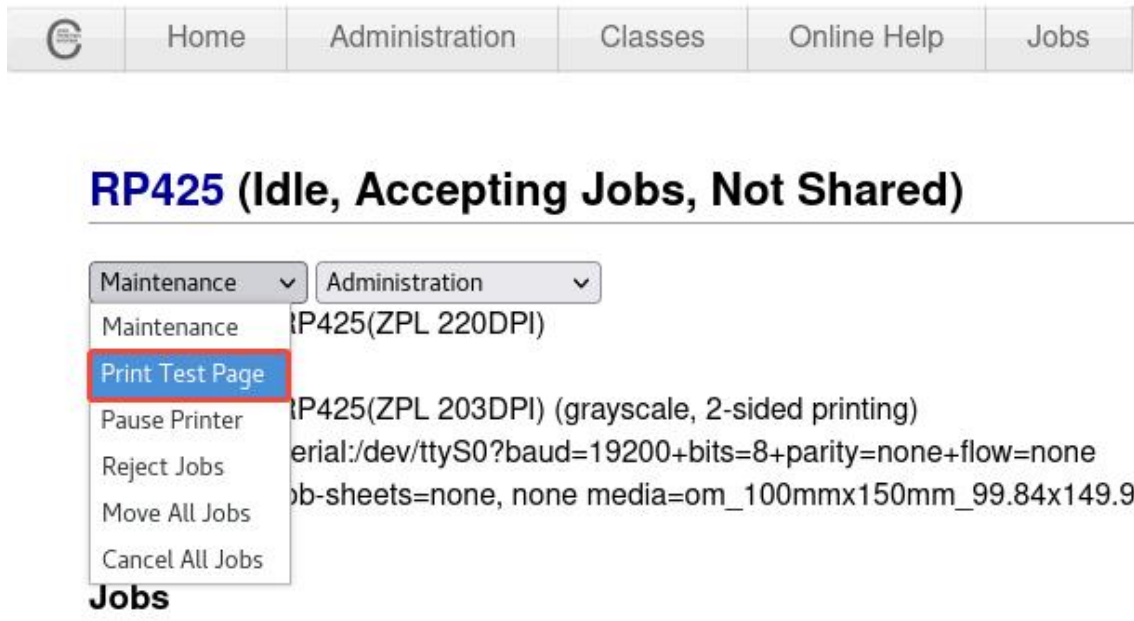 Home Administration Classes Online Help Jobs
RP425 (Idle, Accepting Jobs, Not Shared)
Maintenance Administration
Maintenance
RP425(ZPL 220DPI)
Print Test Page
RP425(ZPL 203DPI) (grayscale, 2-sided printing)
Pause Printer
erial:/dev/ttyS0?baud=19200+bits=8+parity=none+flow=none
Reject Jobs
ob-sheets=none, none media=om_100mmx150mm_99.84x149.9
Move All Jobs
Cancel All Jobs
Jobs